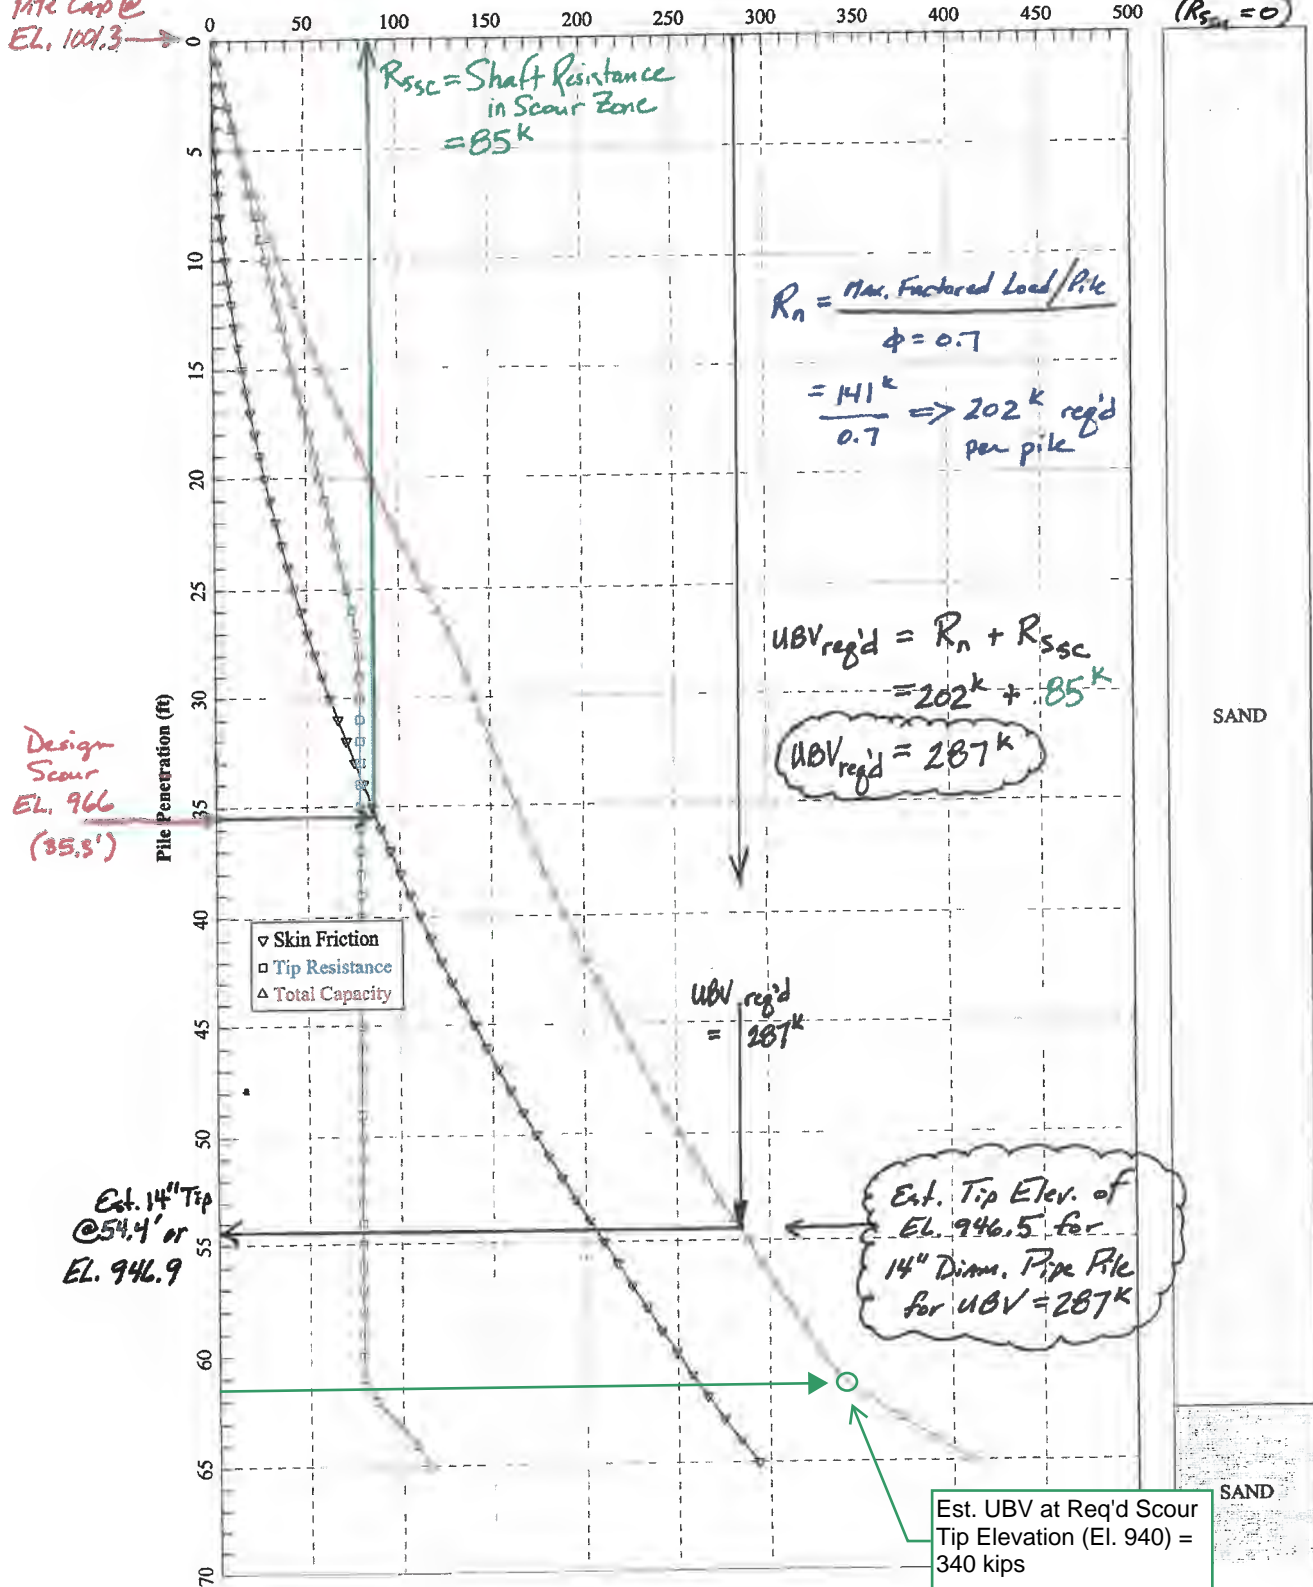 Pile Cap @
EL. 1001.3
0 50 100 150 200 250 300 350 400 450 500
(Rssc = 0)
0
Rssc = Shaft Resistance
in Scour Zone
= 85k
5
10
Rn = Max. Factored Load/Pile
φ = 0.7
15
= 141k => 202k req'd
0.7
per pile
20
25
UBV req'd = Rn + Rssc
= 202k + 85k
30
SAND
UBV req'd = 287k
Design
Scour
EL. 966
(35.3')
Pile Penetration (ft)
35
40
Skin Friction
Tip Resistance
Total Capacity
UBV req'd
= 287k
45
50
Est. 14" Tip
@54.4' or
EL. 946.9
Est. Tip Elev. of
EL. 946.5 for
14" Diam. Pipe Pile
for UBV = 287k
55
60
65
SAND
Est. UBV at Req'd Scour
Tip Elevation (El. 940) =
340 kips
70